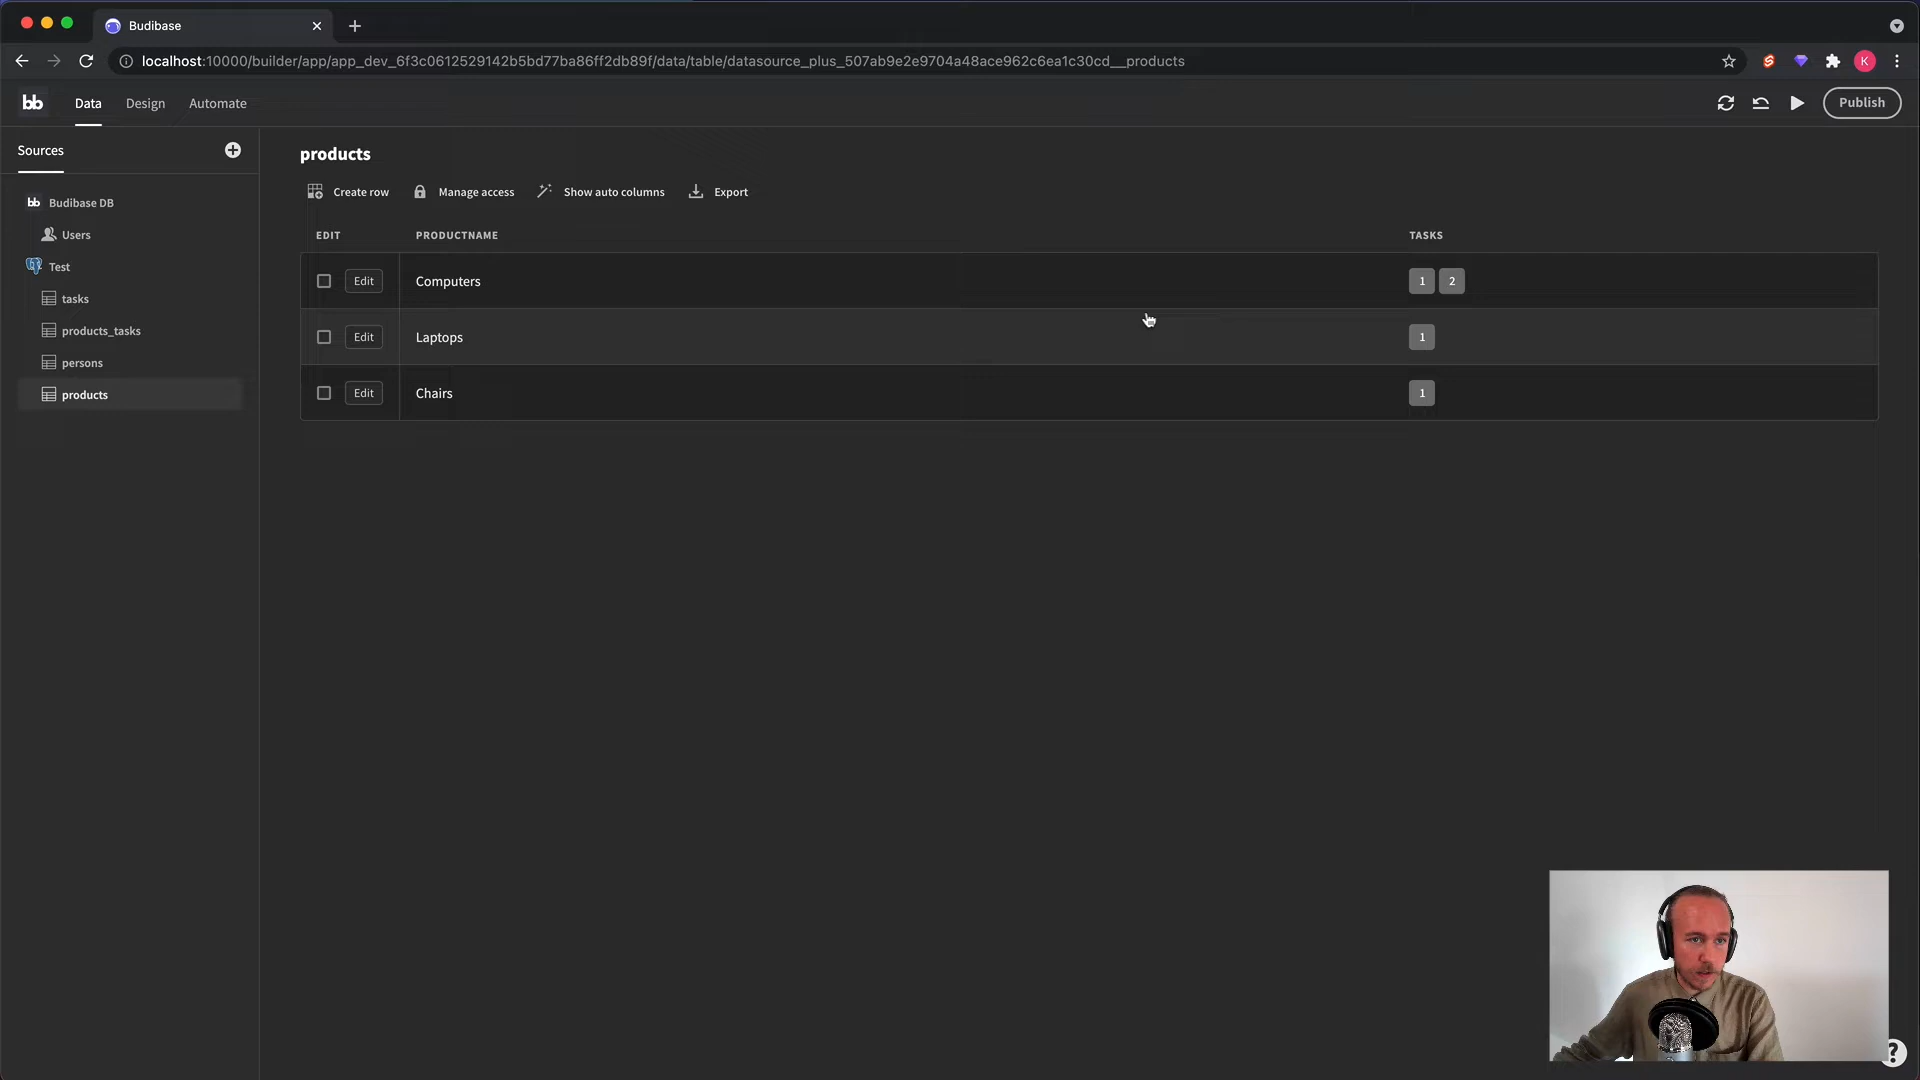 Budibase
localhost:10000/builder/app/app_dev_6f3c0612529142b5bd77ba86ff2db89f/data/table/datasource_plus_507ab9e2e9704a48ace962c6ea1c30cd__products
K
bb Data Design Automate Publish
Sources
products
Create row Manage access Show auto columns Export
bb Budibase DB
Users
Test
tasks
products_tasks
persons
products
EDIT PRODUCTNAME TASKS
Edit Computers 1 2
Edit Laptops 1
Edit Chairs 1
?